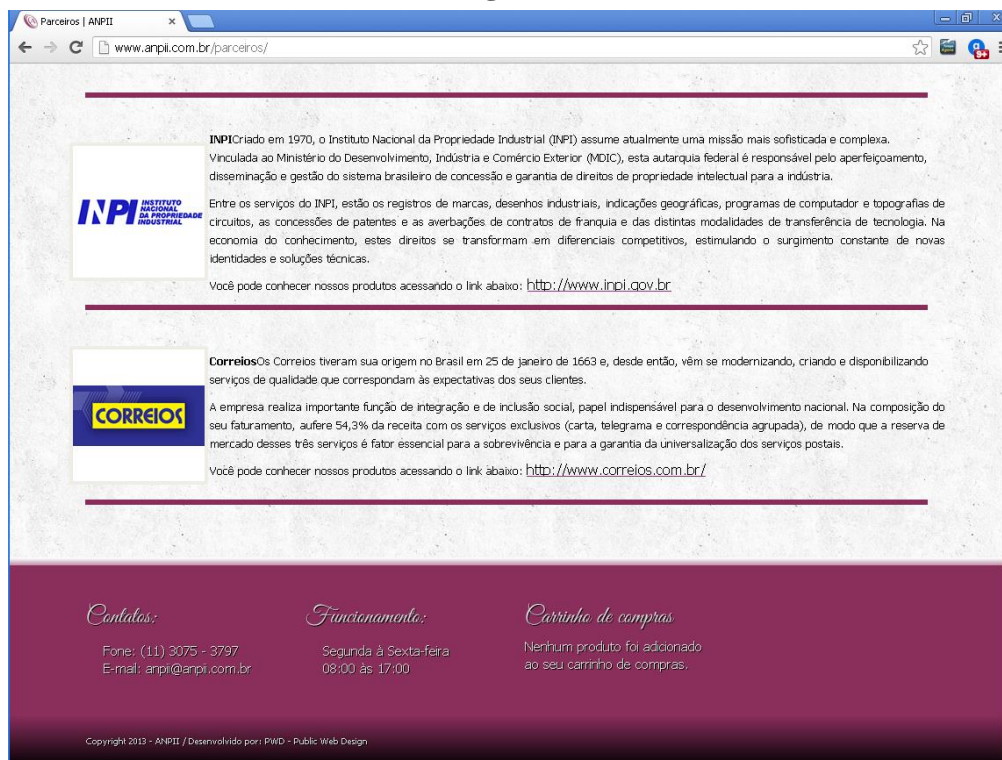 Parceiros | ANPII
www.anpii.com.br/parceiros/
9+
INPICriado em 1970, o Instituto Nacional da Propriedade Industrial (INPI) assume atualmente uma missão mais sofisticada e complexa.
Vinculada ao Ministério do Desenvolvimento, Indústria e Comércio Exterior (MDIC), esta autarquia federal é responsável pelo aperfeiçoamento,
disseminação e gestão do sistema brasileiro de concessão e garantia de direitos de propriedade intelectual para a indústria.
INPI INSTITUTO
NACIONAL
DA PROPRIEDADE
INDUSTRIAL
Entre os serviços do INPI, estão os registros de marcas, desenhos industriais, indicações geográficas, programas de computador e topografias de
circuitos, as concessões de patentes e as averbações de contratos de franquia e das distintas modalidades de transferência de tecnologia. Na
economia do conhecimento, estes direitos se transformam em diferenciais competitivos, estimulando o surgimento constante de novas
identidades e soluções técnicas.
Você pode conhecer nossos produtos acessando o link abaixo: http://www.inpi.gov.br
CorreiosOs Correios tiveram sua origem no Brasil em 25 de janeiro de 1663 e, desde então, vêm se modernizando, criando e disponibilizando
serviços de qualidade que correspondam às expectativas dos seus clientes.
CORREIOS
A empresa realiza importante função de integração e de inclusão social, papel indispensável para o desenvolvimento nacional. Na composição do
seu faturamento, aufere 54,3% da receita com os serviços exclusivos (carta, telegrama e correspondência agrupada), de modo que a reserva de
mercado desses três serviços é fator essencial para a sobrevivência e para a garantia da universalização dos serviços postais.
Você pode conhecer nossos produtos acessando o link abaixo: http://www.correios.com.br/
Contatos:
Fone: (11) 3075 - 3797
E-mail: anpi@anpi.com.br
Funcionamento:
Segunda à Sexta-feira
08:00 às 17:00
Carrinho de compras
Nenhum produto foi adicionado
ao seu carrinho de compras.
Copyright 2013 - ANPII / Desenvolvido por: PWD - Public Web Design